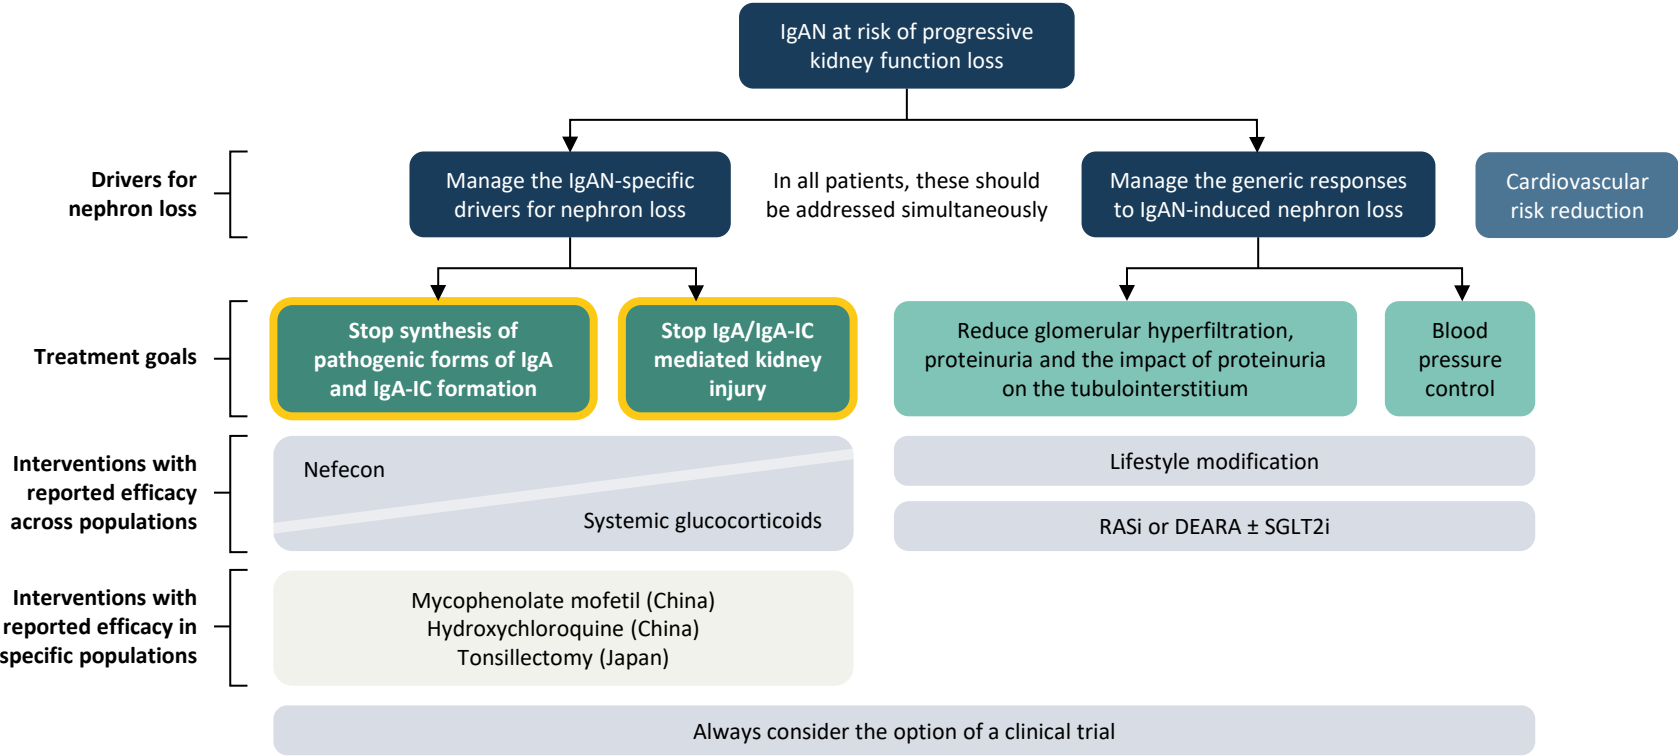 IgAN at risk of progressive
kidney function loss
Drivers for
nephron loss
Manage the IgAN-specific
drivers for nephron loss
In all patients, these should
be addressed simultaneously
Manage the generic responses
to IgAN-induced nephron loss
Cardiovascular
risk reduction
Treatment goals
Stop synthesis of
pathogenic forms of IgA
and IgA-IC formation
Stop IgA/IgA-IC
mediated kidney
injury
Reduce glomerular hyperfiltration,
proteinuria and the impact of proteinuria
on the tubulointerstitium
Blood
pressure
control
Interventions with
reported efficacy
across populations
Nefecon
Systemic glucocorticoids
Lifestyle modification
RASi or DEARA ± SGLT2i
Interventions with
reported efficacy in
specific populations
Mycophenolate mofetil (China)
Hydroxychloroquine (China)
Tonsillectomy (Japan)
Always consider the option of a clinical trial